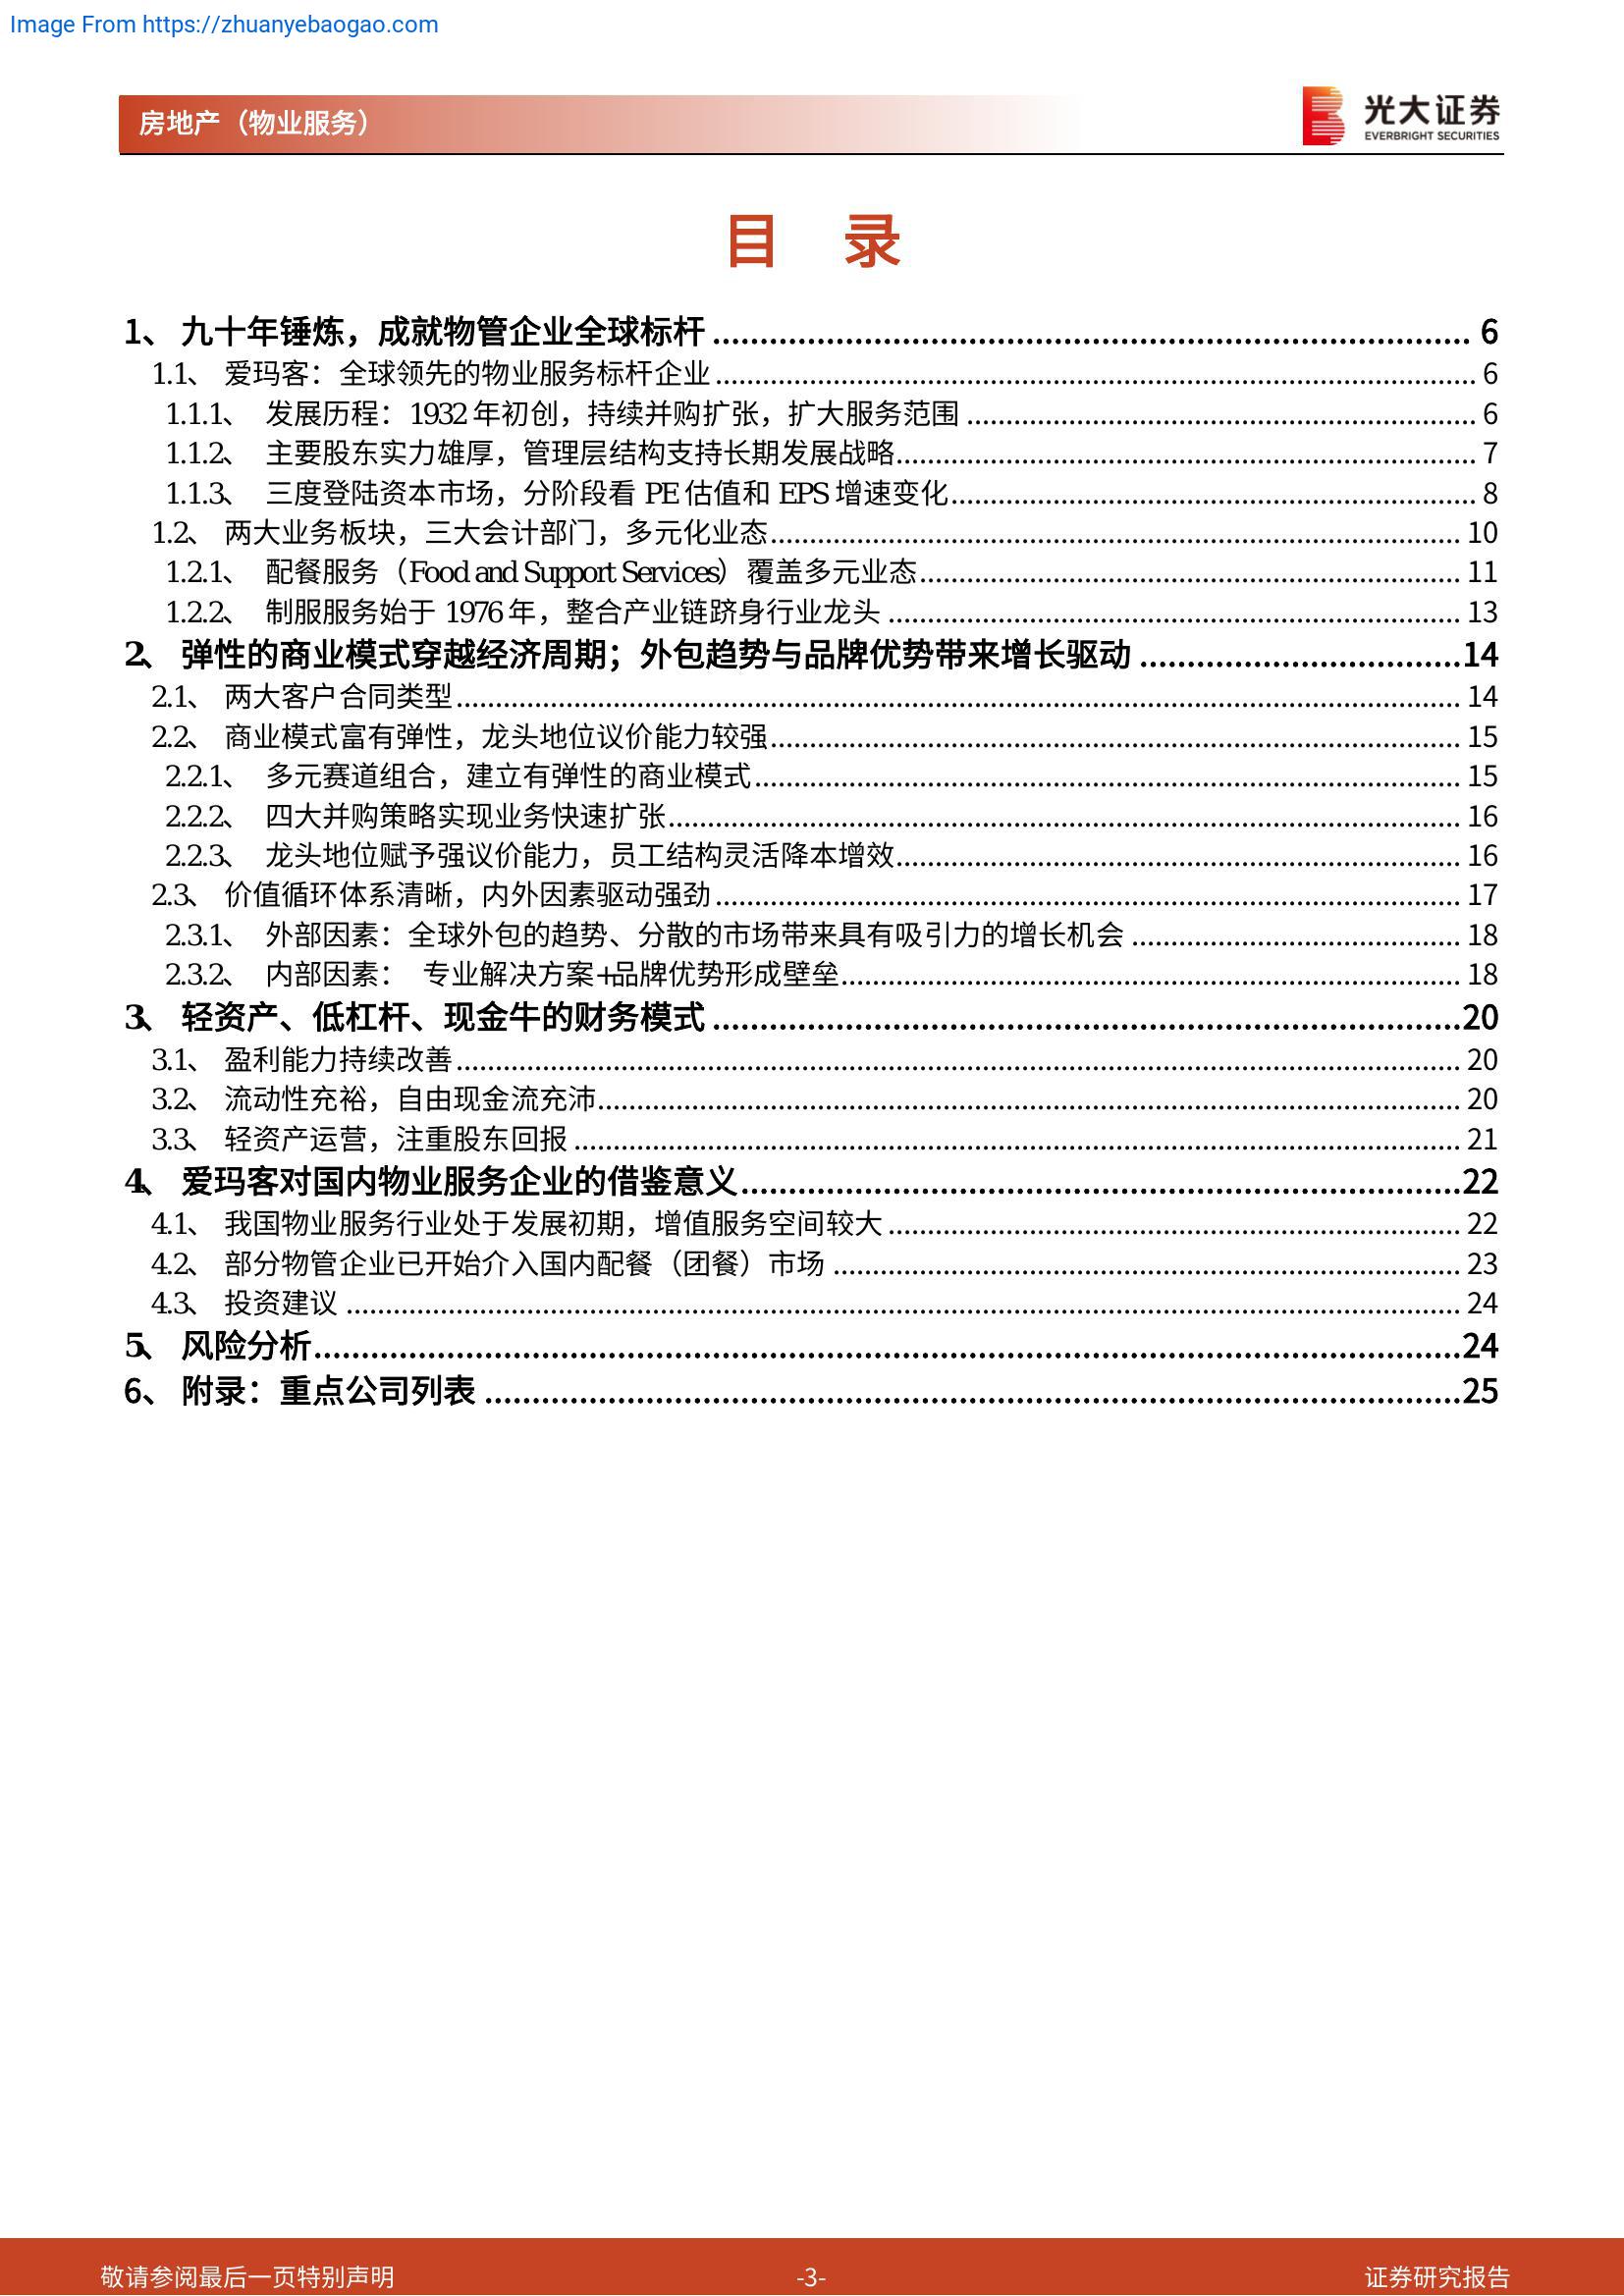 Image From https://zhuanyebaogao.com
房地产（物业服务）
光大证券
EVERBRIGHT SECURITIES
目 录
1、 九十年锤炼，成就物管企业全球标杆 ........ 6
1.1、 爱玛客：全球领先的物业服务标杆企业 ........ 6
1.1.1、 发展历程：1932 年初创，持续并购扩张，扩大服务范围 ........ 6
1.1.2、 主要股东实力雄厚，管理层结构支持长期发展战略 ........ 7
1.1.3、 三度登陆资本市场，分阶段看 PE 估值和 EPS 增速变化 ........ 8
1.2、 两大业务板块，三大会计部门，多元化业态 ........ 10
1.2.1、 配餐服务（Food and Support Services）覆盖多元业态 ........ 11
1.2.2、 制服服务始于 1976 年，整合产业链跻身行业龙头 ........ 13
2、 弹性的商业模式穿越经济周期；外包趋势与品牌优势带来增长驱动 ........ 14
2.1、 两大客户合同类型 ........ 14
2.2、 商业模式富有弹性，龙头地位议价能力较强 ........ 15
2.2.1、 多元赛道组合，建立有弹性的商业模式 ........ 15
2.2.2、 四大并购策略实现业务快速扩张 ........ 16
2.2.3、 龙头地位赋予强议价能力，员工结构灵活降本增效 ........ 16
2.3、 价值循环体系清晰，内外因素驱动强劲 ........ 17
2.3.1、 外部因素：全球外包的趋势、分散的市场带来具有吸引力的增长机会 ........ 18
2.3.2、 内部因素： 专业解决方案+品牌优势形成壁垒 ........ 18
3、 轻资产、低杠杆、现金牛的财务模式 ........ 20
3.1、 盈利能力持续改善 ........ 20
3.2、 流动性充裕，自由现金流充沛 ........ 20
3.3、 轻资产运营，注重股东回报 ........ 21
4、 爱玛客对国内物业服务企业的借鉴意义 ........ 22
4.1、 我国物业服务行业处于发展初期，增值服务空间较大 ........ 22
4.2、 部分物管企业已开始介入国内配餐（团餐）市场 ........ 23
4.3、 投资建议 ........ 24
5、 风险分析 ........ 24
6、 附录：重点公司列表 ........ 25
敬请参阅最后一页特别声明
-3-
证券研究报告